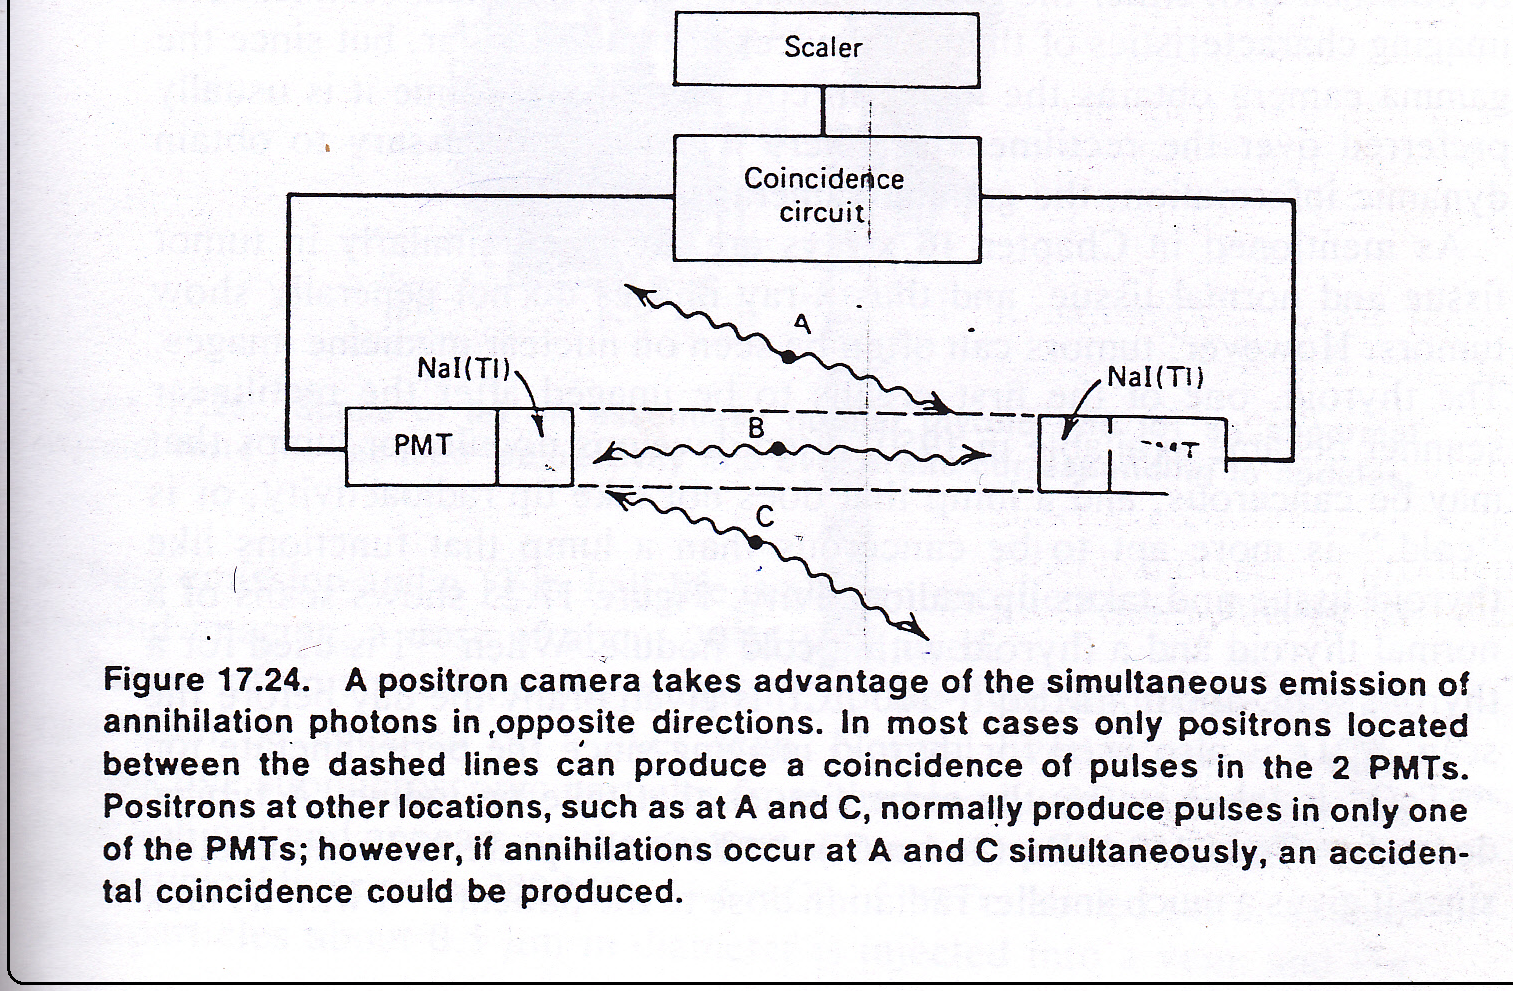 Scaler
Coincidence
circuit
A
NaI(Tl)
NaI(Tl)
B
PMT
C
Figure 17.24. A positron camera takes advantage of the simultaneous emission of
annihilation photons in opposite directions. In most cases only positrons located
between the dashed lines can produce a coincidence of pulses in the 2 PMTs.
Positrons at other locations, such as at A and C, normally produce pulses in only one
of the PMTs; however, if annihilations occur at A and C simultaneously, an acciden-
tal coincidence could be produced.